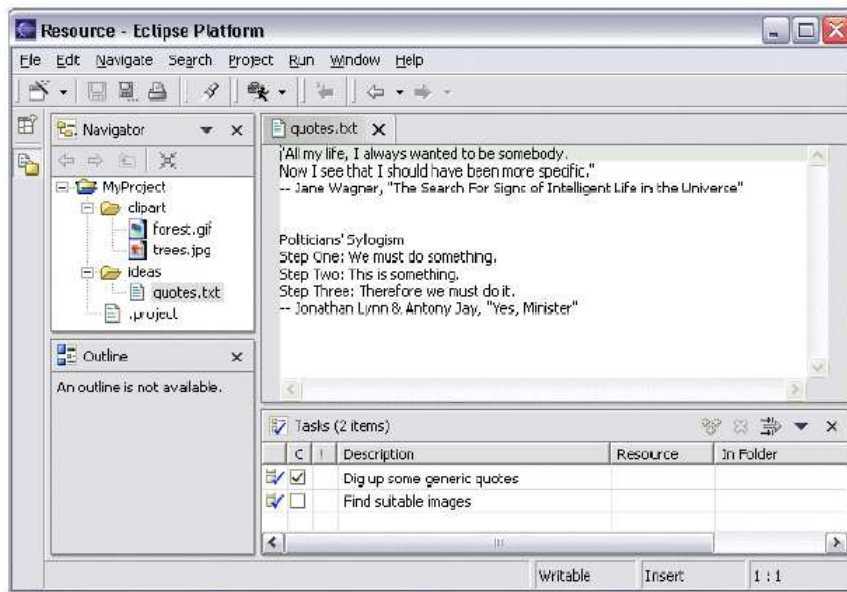 Resource - Eclipse Platform
File Edit Navigate Search Project Run Window Help
Navigator
MyProject
clipart
forest.gif
trees.jpg
ideas
quotes.txt
.project
Outline
An outline is not available.
quotes.txt
"All my life, I always wanted to be somebody.
Now I see that I should have been more specific."
-- Jane Wagner, "The Search For Signs of Intelligent Life in the Universe"
Politicians' Sylogism
Step One: We must do something.
Step Two: This is something.
Step Three: Therefore we must do it.
-- Jonathan Lynn & Antony Jay, "Yes, Minister"
Tasks (2 items)
C ! Description Resource In Folder
Dig up some generic quotes
Find suitable images
Writable Insert 1 : 1